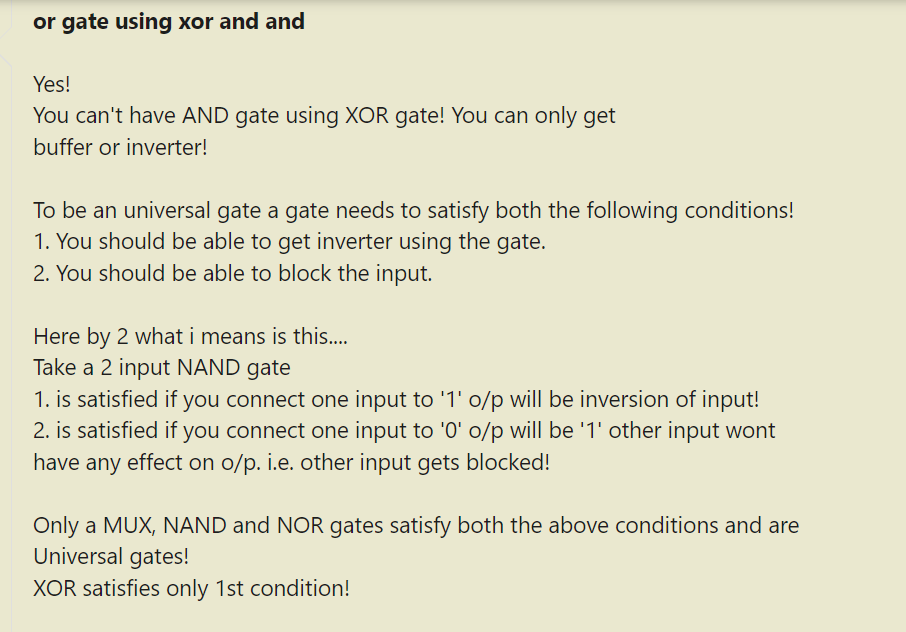 or gate using xor and and
Yes!
You can't have AND gate using XOR gate! You can only get
buffer or inverter!
To be an universal gate a gate needs to satisfy both the following conditions!
1. You should be able to get inverter using the gate.
2. You should be able to block the input.
Here by 2 what i means is this....
Take a 2 input NAND gate
1. is satisfied if you connect one input to '1' o/p will be inversion of input!
2. is satisfied if you connect one input to '0' o/p will be '1' other input wont
have any effect on o/p. i.e. other input gets blocked!
Only a MUX, NAND and NOR gates satisfy both the above conditions and are
Universal gates!
XOR satisfies only 1st condition!